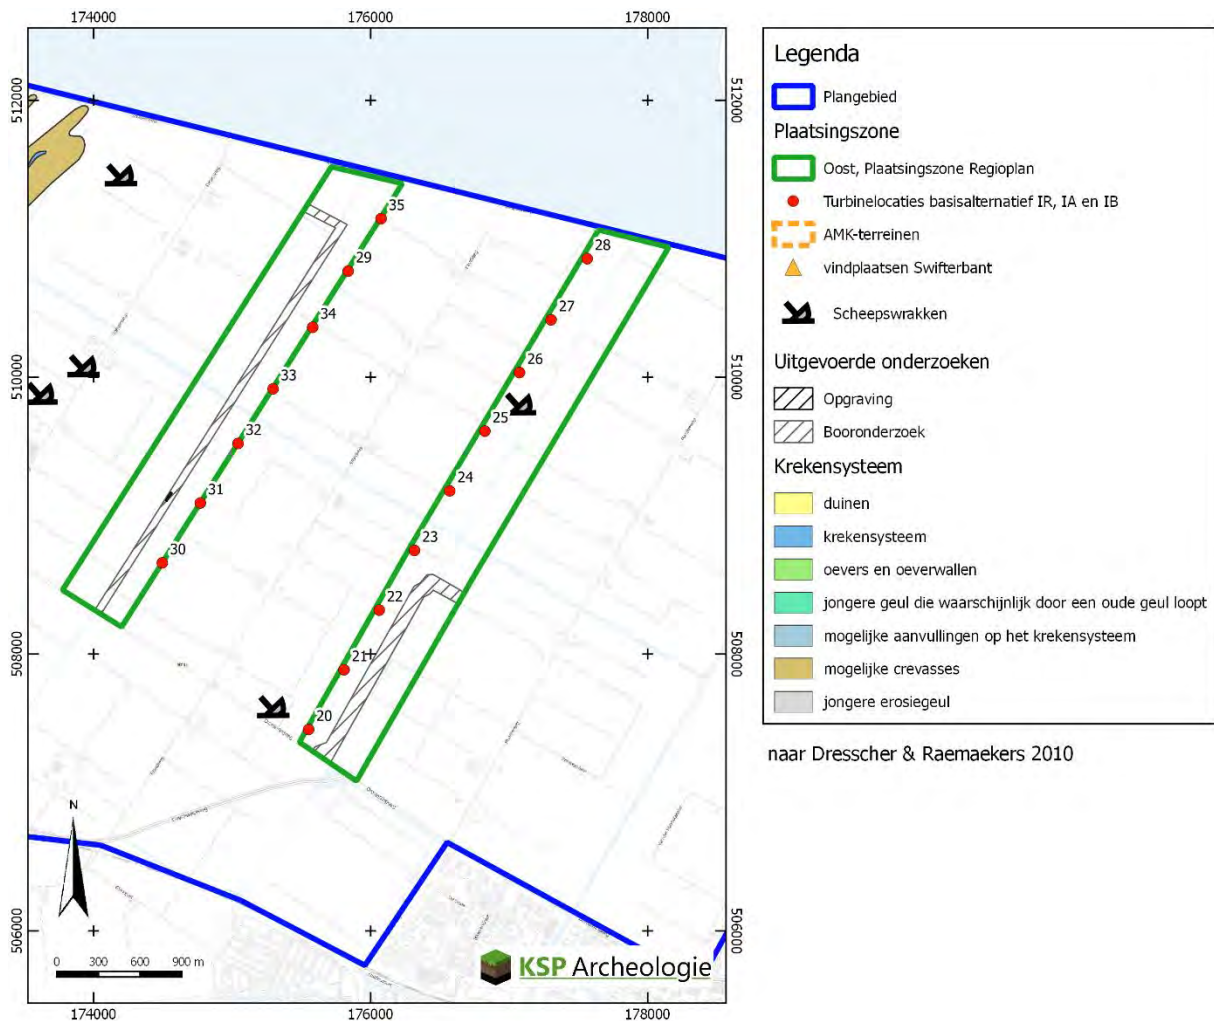 174000
176000
178000
512000
512000
510000
510000
508000
508000
506000
506000
35
29
34
33
32
31
30
28
27
26
25
24
23
22
21
20
N
0 300 600 900 m
KSP Archeologie
174000
176000
178000
Legenda
Plangebied
Plaatsingszone
Oost, Plaatsingszone Regioplan
Turbinelocaties basisalternatief IR, IA en IB
AMK-terreinen
vindplaatsen Swifterbant
Scheepswrakken
Uitgevoerde onderzoeken
Opgraving
Booronderzoek
Krekensysteem
duinen
krekensysteem
oevers en oeverwallen
jongere geul die waarschijnlijk door een oude geul loopt
mogelijke aanvullingen op het krekensysteem
mogelijke crevasses
jongere erosiegeul
naar Dresscher & Raemaekers 2010